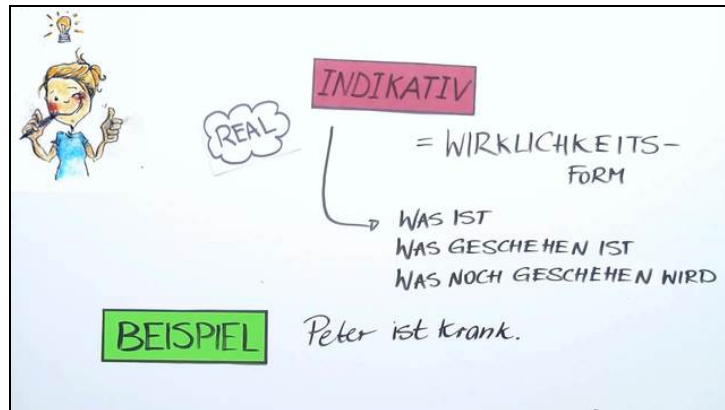 INDIKATIV
REAL
= WIRKLICHKEITS-
FORM
WAS IST
WAS GESCHEHEN IST
WAS NOCH GESCHEHEN WIRD
BEISPIEL Peter ist krank.